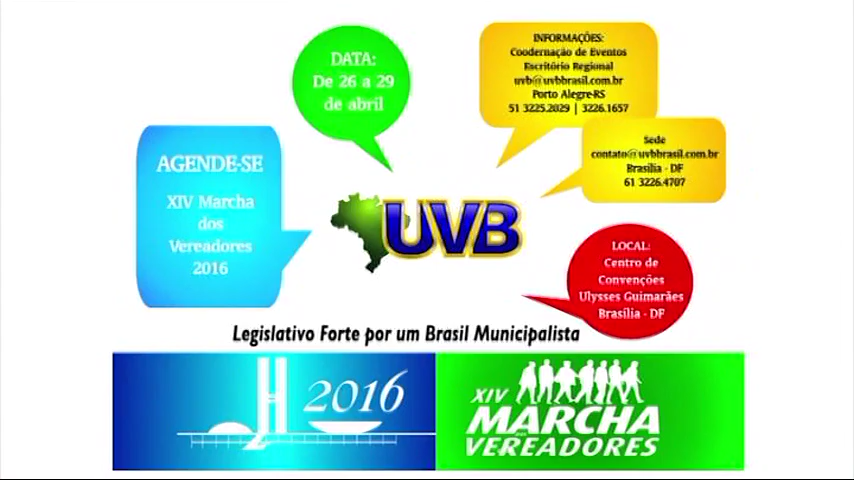 DATA:
De 26 a 29
de abril
INFORMAÇÕES:
Coodernação de Eventos
Escritório Regional
uvb@uvbbrasil.com.br
Porto Alegre-RS
51 3225.2029 | 3226.1657
Sede
contato@uvbbrasil.com.br
Brasília - DF
61 3226.4707
AGENDE-SE
XIV Marcha
dos
Vereadores
2016
UVB
LOCAL:
Centro de
Convenções
Ulysses Guimarães
Brasília - DF
Legislativo Forte por um Brasil Municipalista
2016
XIV
MARCHA
VEREADORES